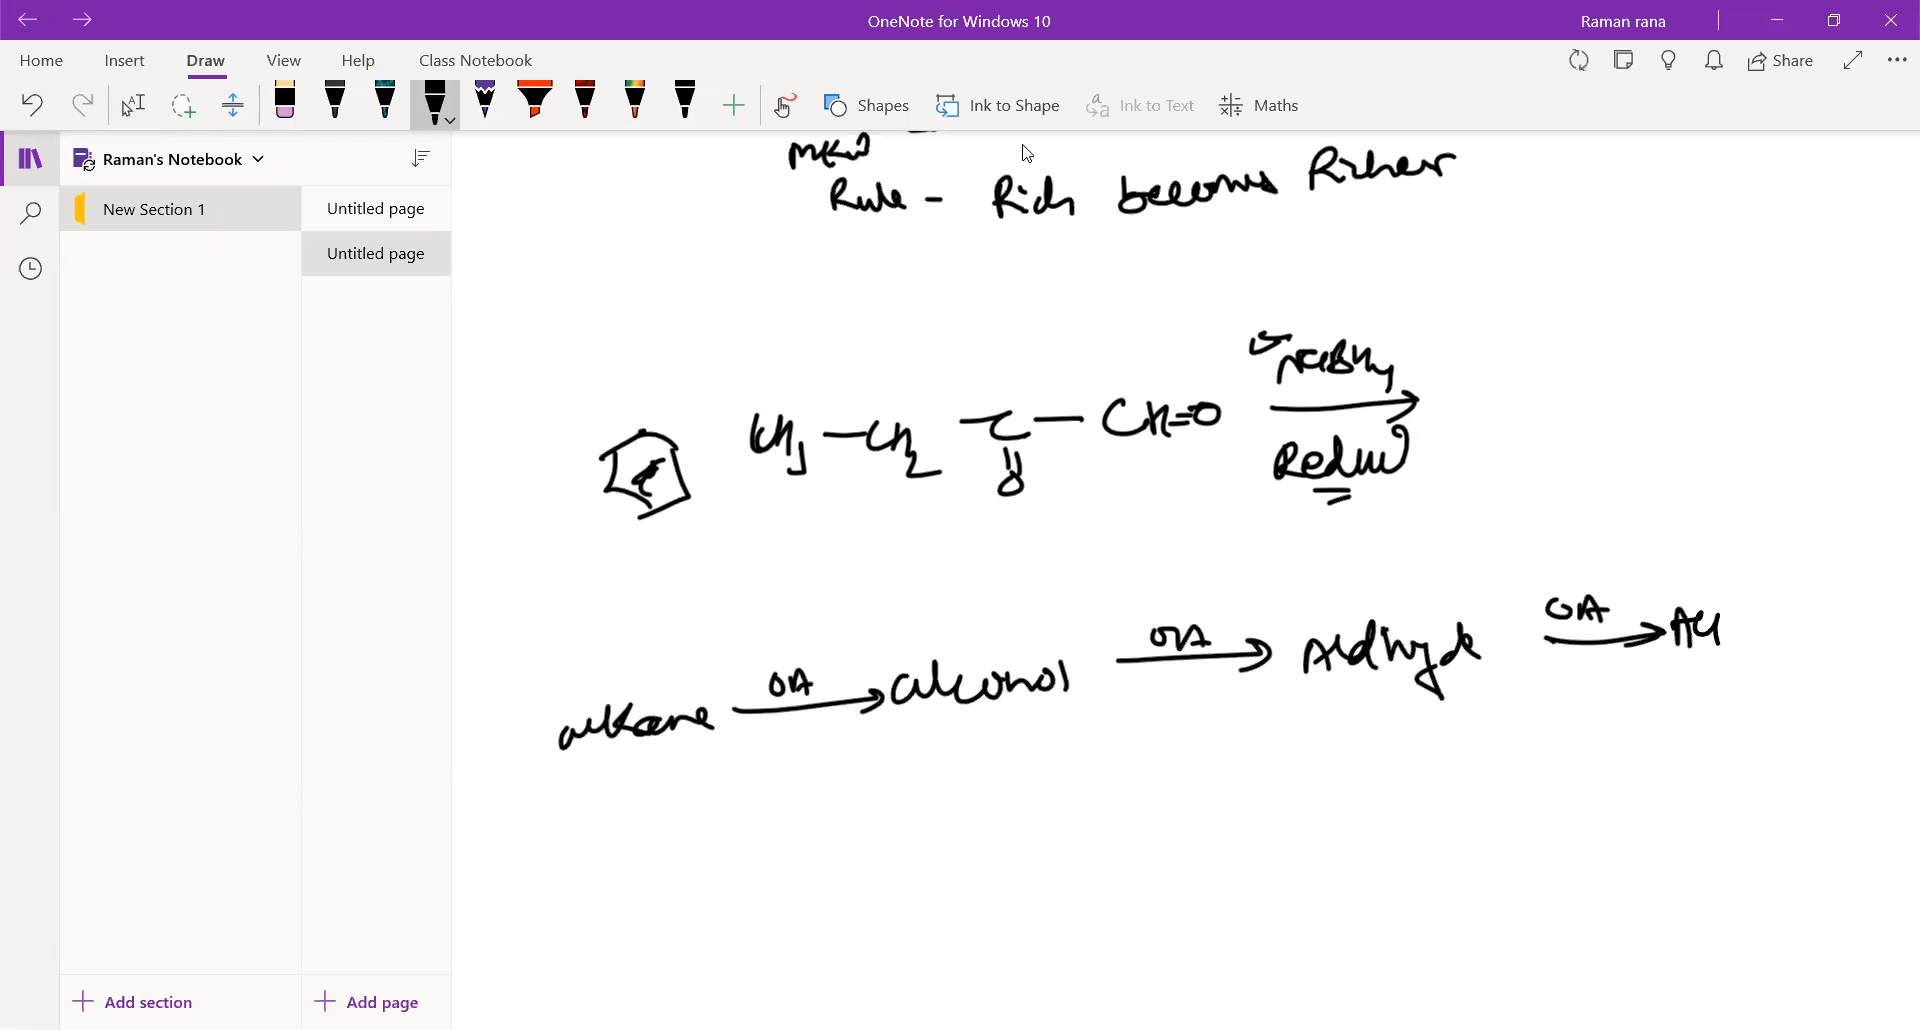 OneNote for Windows 10
Raman rana
Home Insert Draw View Help Class Notebook
Share
Shapes Ink to Shape Ink to Text Maths
Raman's Notebook
New Section 1
Untitled page
Untitled page
Rule - Rich becomes Richer
NaBH4
CH3 - CH2 - C - CH=O
O
OA
OA
OA
alkane alcohol Aldhyde
Add section
Add page